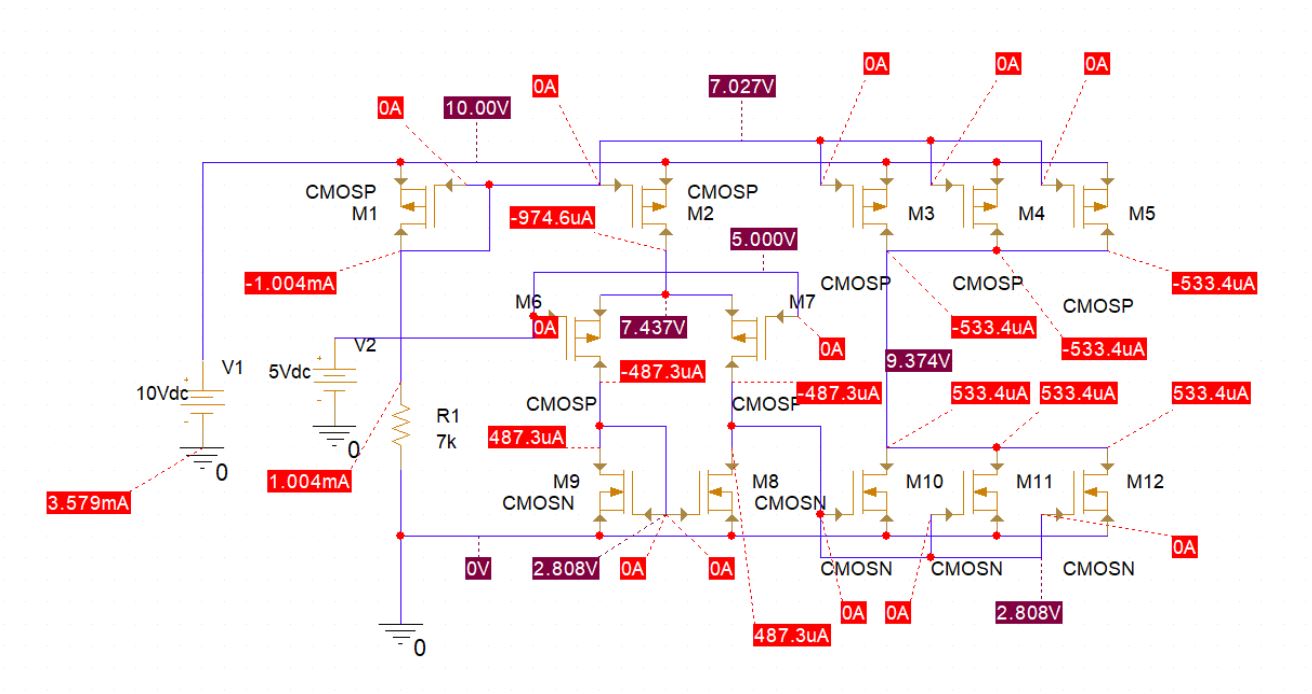 0A
7.027V
0A
0A
0A
0A
10.00V
CMOSP
M1
CMOSP
M2
M3
M4
M5
-974.6uA
5.000V
-1.004mA
CMOSP
CMOSP
-533.4uA
CMOSP
M6
M7
0A
7.437V
-533.4uA
0A
-533.4uA
V2
9.374V
V1
5Vdc
-487.3uA
10Vdc
-487.3uA
533.4uA
533.4uA
533.4uA
CMOSP
CMOSP
R1
7k
487.3uA
0
0
1.004mA
M9
M8
M10
M11
M12
CMOSN
CMOSN
3.579mA
0A
0V
2.808V
0A
0A
CMOSN
CMOSN
CMOSN
0A
0A
2.808V
487.3uA
0